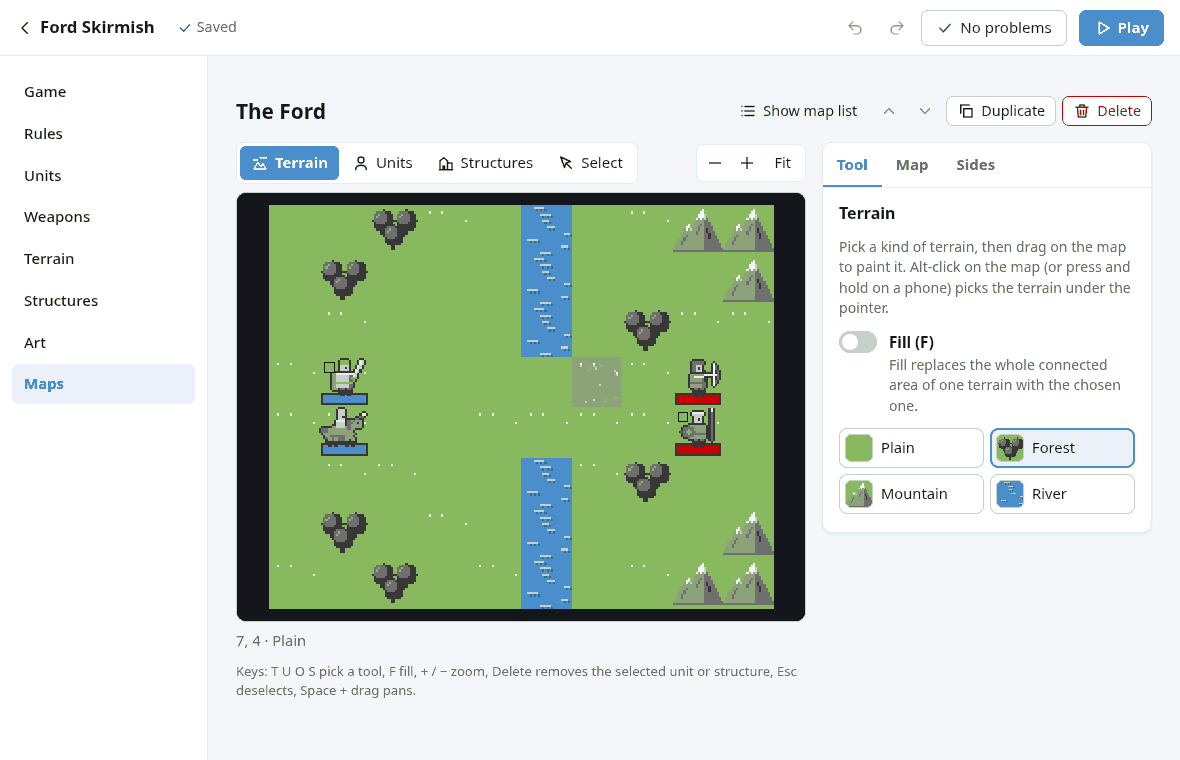 Ford Skirmish
Saved
No problems
Play
Game
Rules
Units
Weapons
Terrain
Structures
Art
Maps
The Ford
Show map list
Duplicate
Delete
Terrain
Units
Structures
Select
Fit
7, 4 · Plain
Keys: T U O S pick a tool, F fill, + / − zoom, Delete removes the selected unit or structure, Esc
deselects, Space + drag pans.
Tool
Map
Sides
Terrain
Pick a kind of terrain, then drag on the map
to paint it. Alt-click on the map (or press and
hold on a phone) picks the terrain under the
pointer.
Fill (F)
Fill replaces the whole connected
area of one terrain with the chosen
one.
Plain
Forest
Mountain
River